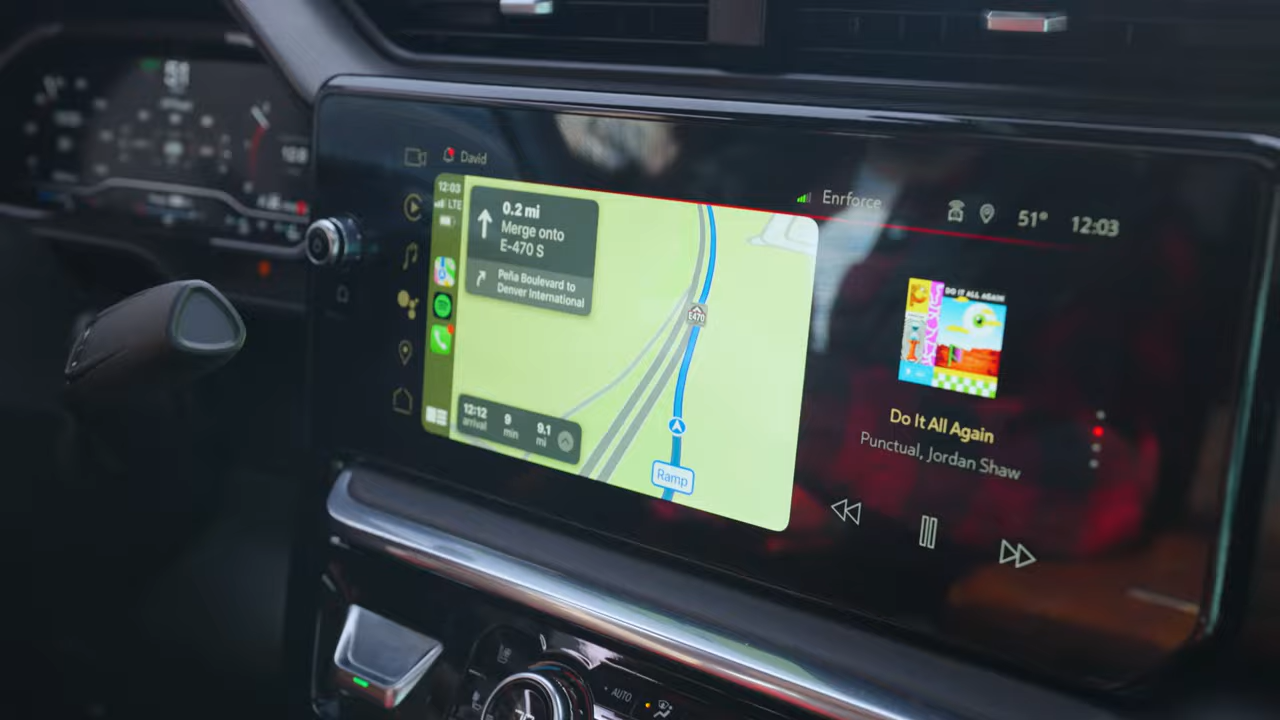 51
David
Enrforce
51°
12:03
12:03
LTE
0.2 mi
Merge onto
E-470 S
Peña Boulevard to
Denver International
E470
12:12
arrival
9
min
9.1
mi
Ramp
DO IT ALL AGAIN
Do It All Again
Punctual, Jordan Shaw
AUTO